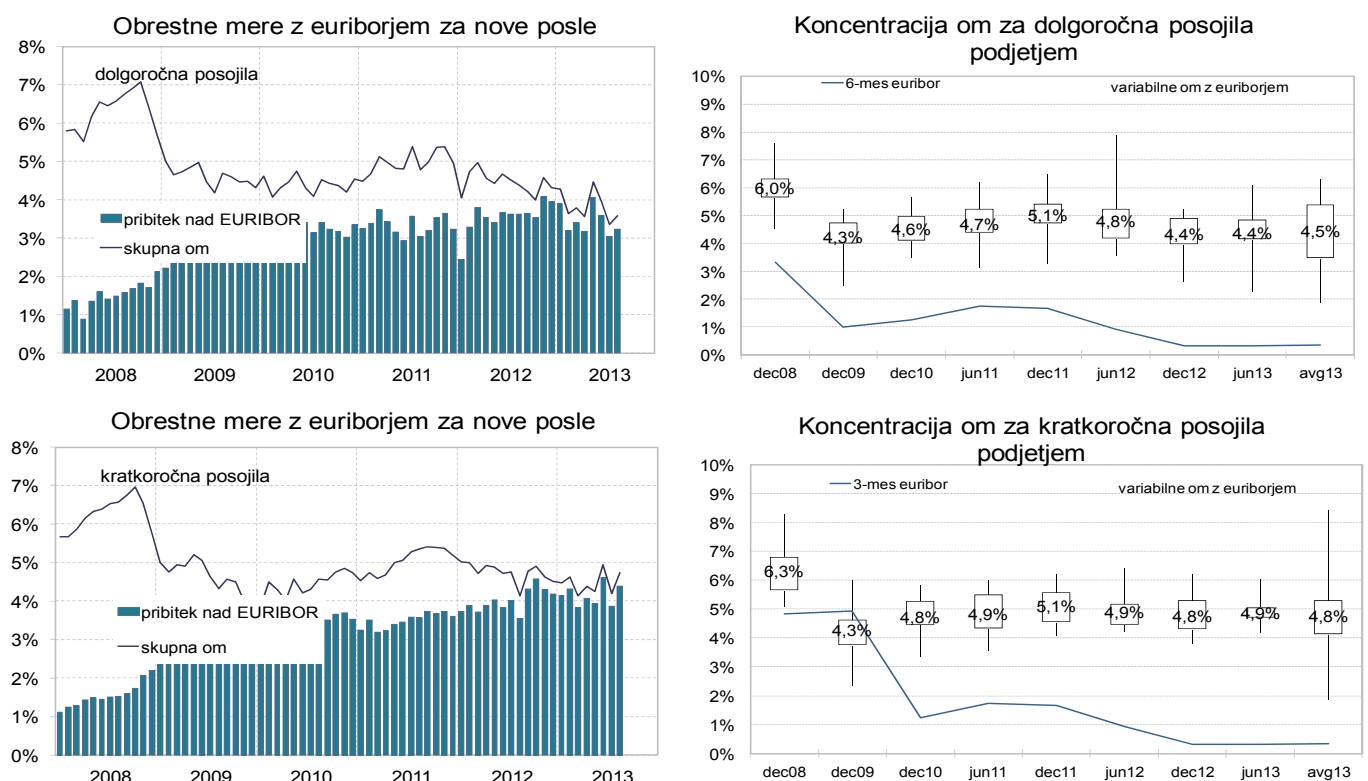 Obrestne mere z euriborjem za nove posle
8%
7%
6%
5%
4%
3%
2%
1%
0%
dolgoročna posojila
pribitek nad EURIBOR
skupna om
2008 2009 2010 2011 2012 2013
Koncentracija om za dolgoročna posojila
podjetjem
10%
9%
8%
7%
6%
5%
4%
3%
2%
1%
0%
6-mes euribor
variabilne om z euriborjem
6,0% 4,3% 4,6% 4,7% 5,1% 4,8% 4,4% 4,4% 4,5%
dec08 dec09 dec10 jun11 dec11 jun12 dec12 jun13 avg13
Obrestne mere z euriborjem za nove posle
8%
7%
6%
5%
4%
3%
2%
1%
0%
kratkoročna posojila
pribitek nad EURIBOR
skupna om
2008 2009 2010 2011 2012 2013
Koncentracija om za kratkoročna posojila
podjetjem
10%
9%
8%
7%
6%
5%
4%
3%
2%
1%
0%
3-mes euribor
variabilne om z euriborjem
6,3% 4,3% 4,8% 4,9% 5,1% 4,9% 4,8% 4,9% 4,8%
dec08 dec09 dec10 jun11 dec11 jun12 dec12 jun13 avg13